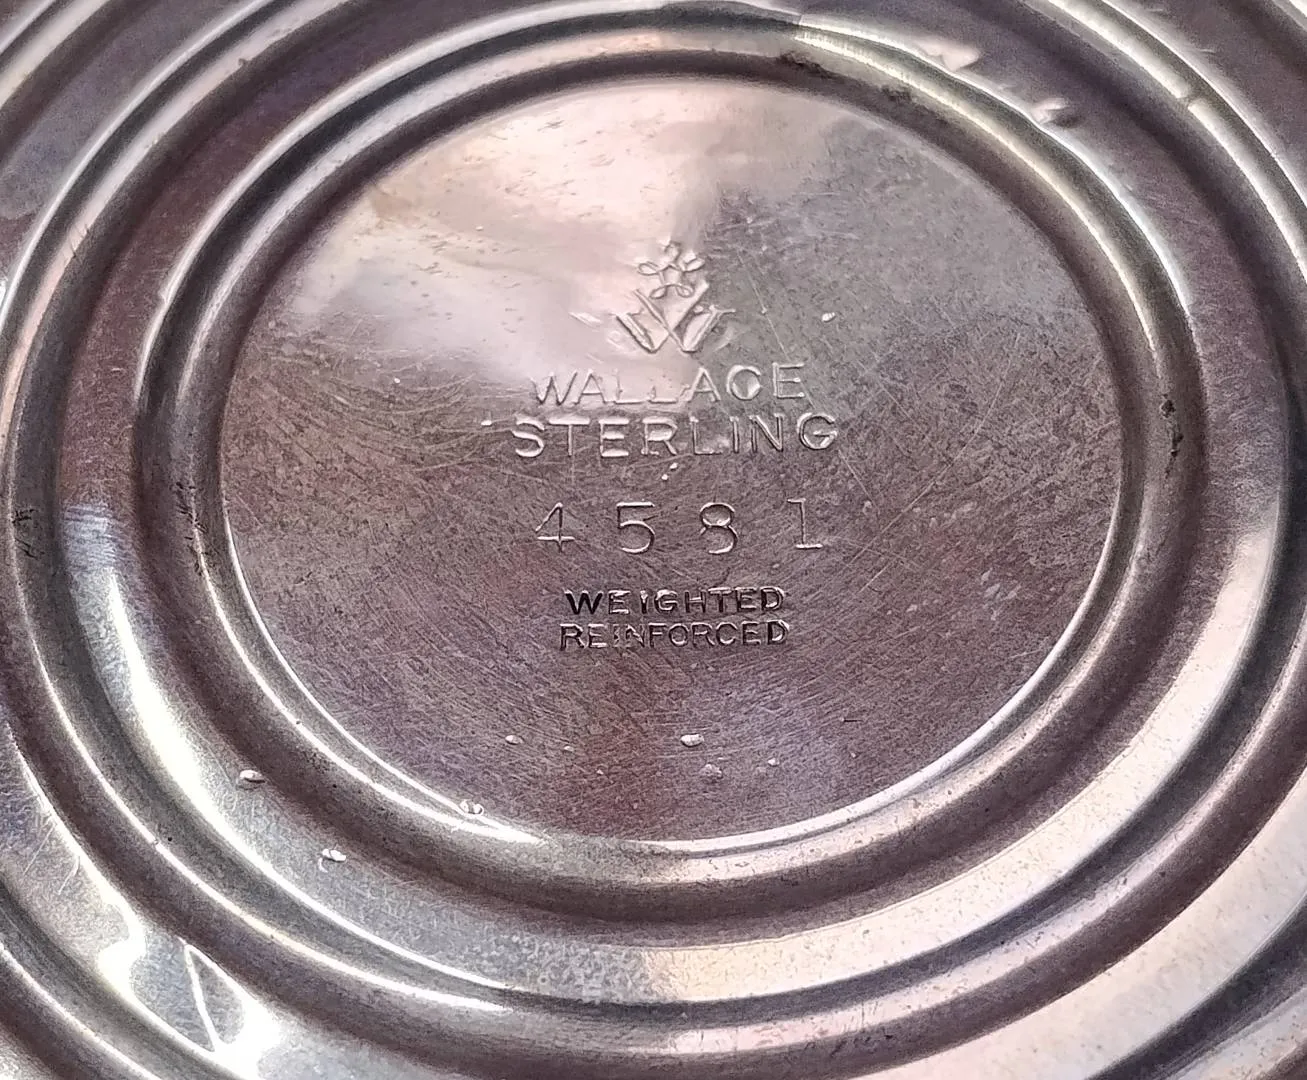 W
WALLACE
STERLING
4581
WEIGHTED
REINFORCED